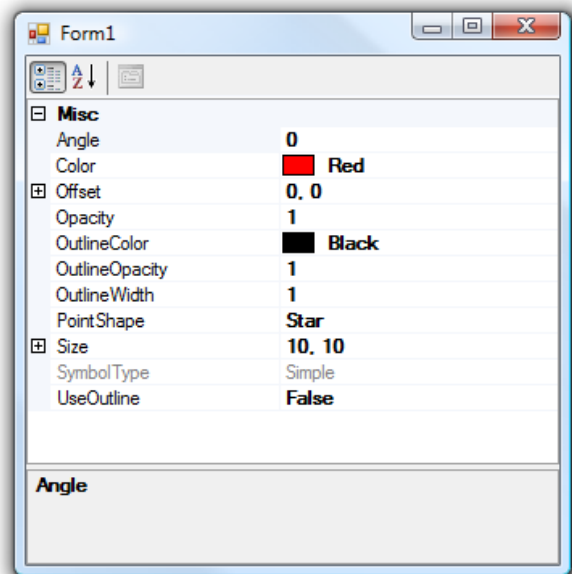 Form1
A Z
Misc
Angle 0
Color Red
Offset 0, 0
Opacity 1
OutlineColor Black
OutlineOpacity 1
OutlineWidth 1
PointShape Star
Size 10, 10
SymbolType Simple
UseOutline False
Angle